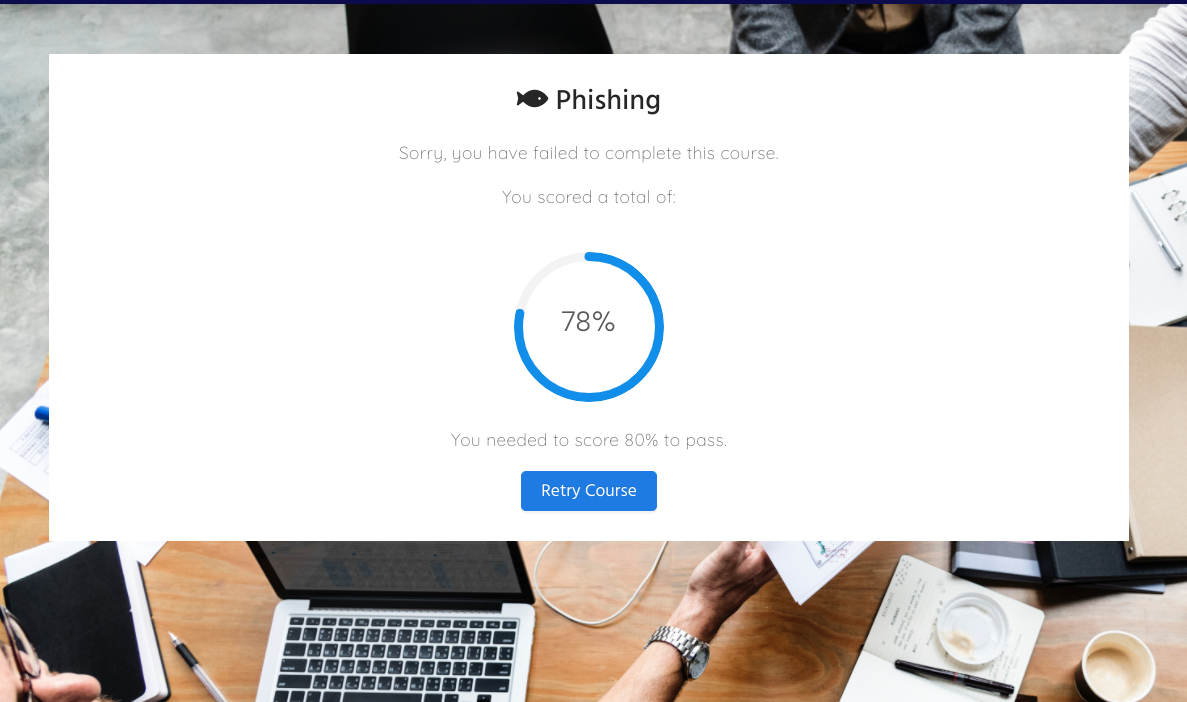 Phishing
Sorry, you have failed to complete this course.
You scored a total of:
78%
You needed to score 80% to pass.
Retry Course